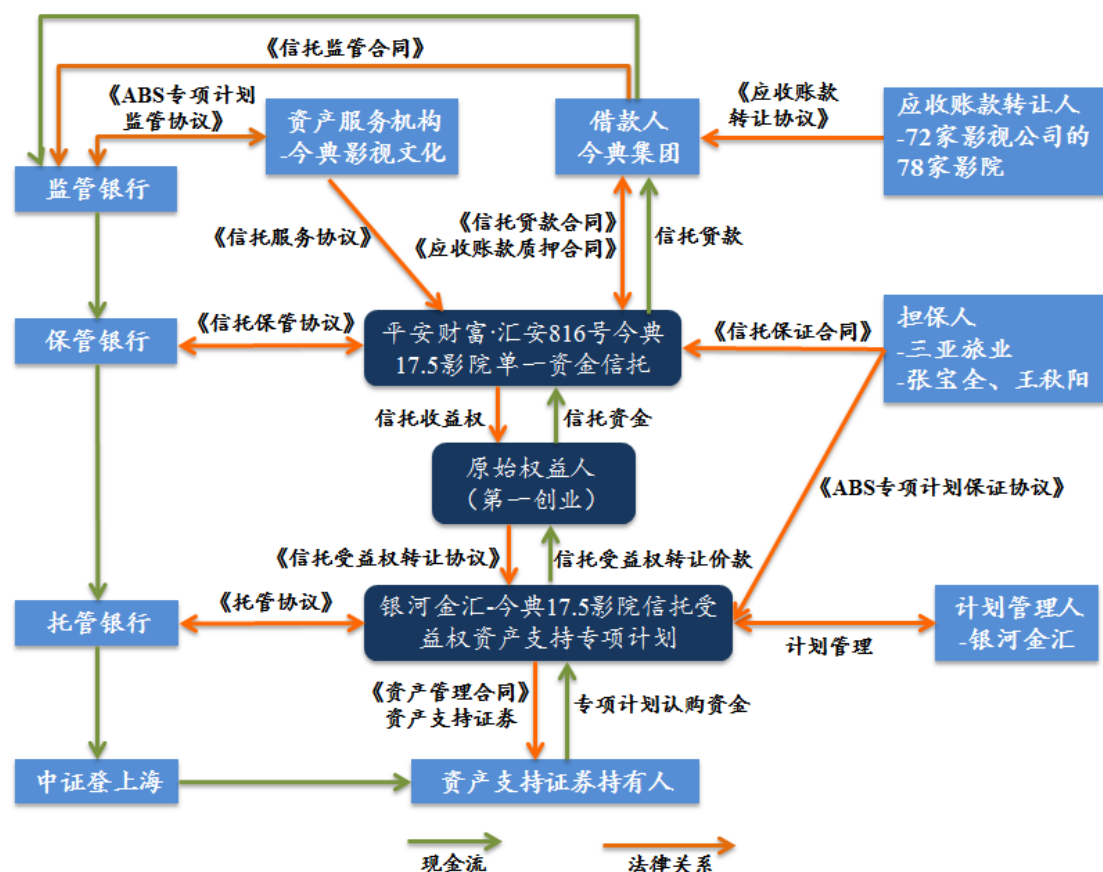 《信托监管合同》
《ABS专项计划
监管协议》
资产服务机构
-今典影视文化
借款人
今典集团
《应收账款
转让协议》
应收账款转让人
-72家影视公司的
78家影院
监管银行
《信托服务协议》
《信托贷款合同》
《应收账款质押合同》
信托贷款
保管银行
《信托保管协议》
平安财富·汇安816号今典
17.5影院单一资金信托
《信托保证合同》
担保人
-三亚旅业
-张宝全、王秋阳
信托收益权
信托资金
原始权益人
（第一创业）
《ABS专项计划保证协议》
《信托受益权转让协议》
信托受益权转让价款
托管银行
《托管协议》
银河金汇-今典17.5影院信托受
益权资产支持专项计划
计划管理
计划管理人
-银河金汇
《资产管理合同》
资产支持证券
专项计划认购资金
中证登上海
资产支持证券持有人
现金流
法律关系